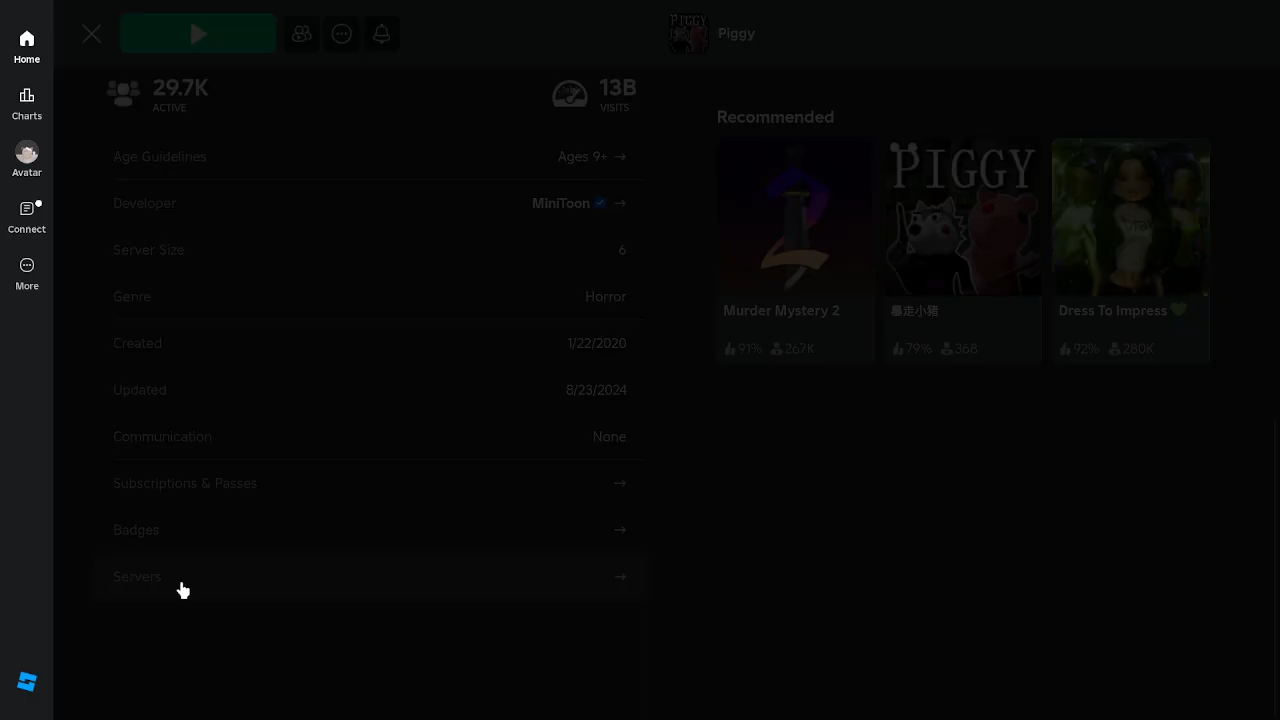 Home
Charts
Avatar
Connect
More
Piggy
29.7K
ACTIVE
13B
VISITS
Age Guidelines
Ages 9+ →
Developer
MiniToon →
Server Size
6
Genre
Horror
Created
1/22/2020
Updated
8/23/2024
Communication
None
Subscriptions & Passes →
Badges →
Servers →
Recommended
PIGGY
Murder Mystery 2
91% 267K
暴走小猪
79% 368
Dress To Impress 💚
92% 280K